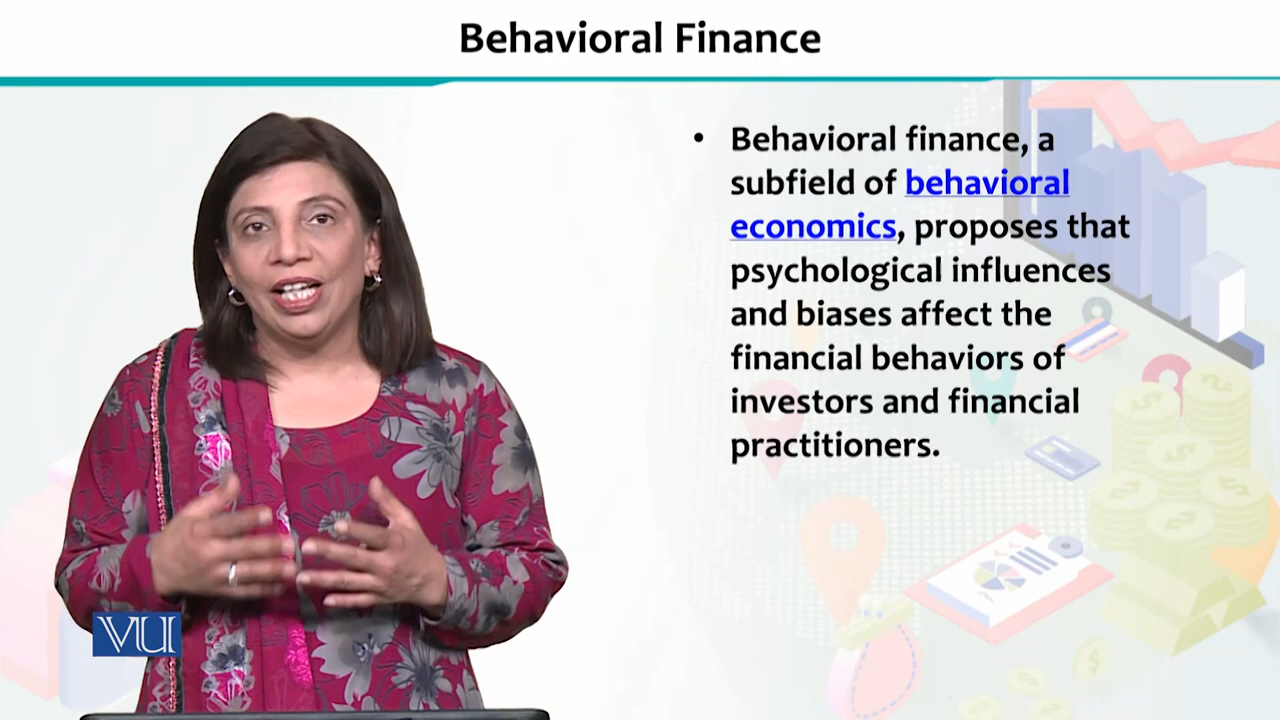 Behavioral Finance
• Behavioral finance, a
subfield of behavioral
economics, proposes that
psychological influences
and biases affect the
financial behaviors of
investors and financial
practitioners.
VU